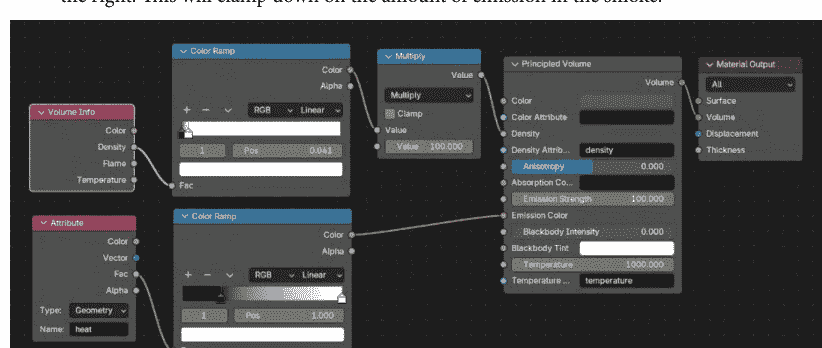 the right. This will clamp down on the amount of emission in the smoke.
Volume Info
Color
Density
Flame
Temperature
Color Ramp
Color
Alpha
+ − RGB Linear
1 Pos 0.041
Fac
Multiply
Value
Multiply
Clamp
Value
Value 100.000
Principled Volume
Volume
Color
Color Attribute
Density
Density Attrib... density
Anisotropy 0.000
Absorption Co...
Emission Strength 100.000
Emission Color
Blackbody Intensity 0.000
Blackbody Tint
Temperature 1000.000
Temperature ... temperature
Material Output
All
Surface
Volume
Displacement
Thickness
Attribute
Color
Vector
Fac
Alpha
Type: Geometry
Name: heat
Color Ramp
Color
Alpha
+ − RGB Linear
1 Pos 1.000